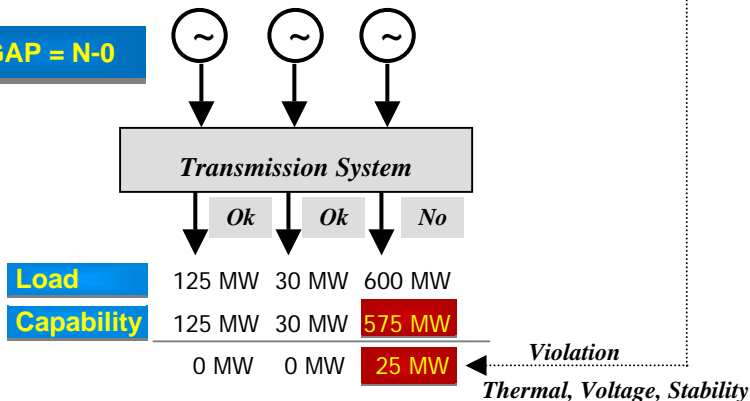 ~ ~ ~
GAP = N-0
Transmission System
Ok Ok No
Load 125 MW 30 MW 600 MW
Capability 125 MW 30 MW 575 MW
0 MW 0 MW 25 MW
Violation
Thermal, Voltage, Stability